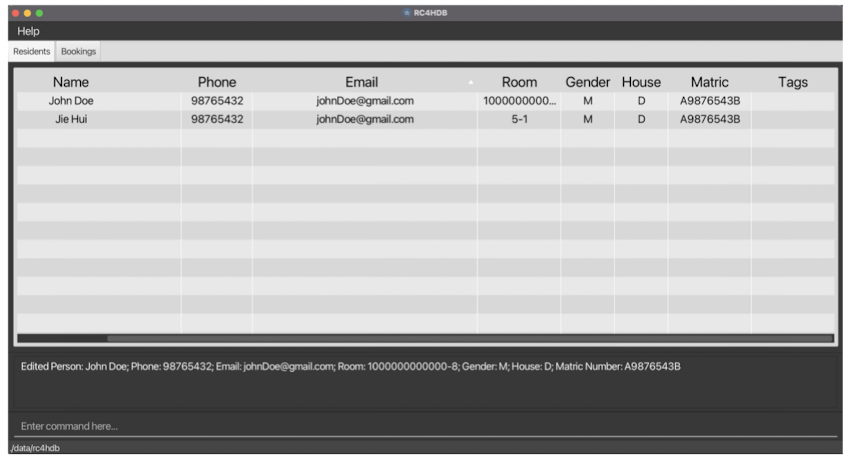 RC4HDB
Help
Residents Bookings
Name Phone Email Room Gender House Matric Tags
John Doe 98765432 johnDoe@gmail.com 1000000000... M D A9876543B
Jie Hui 98765432 johnDoe@gmail.com 5-1 M D A9876543B
Edited Person: John Doe; Phone: 98765432; Email: johnDoe@gmail.com; Room: 1000000000000-8; Gender: M; House: D; Matric Number: A9876543B
Enter command here...
./data/rc4hdb